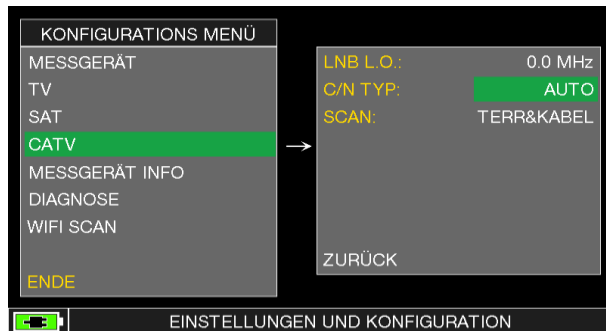 KONFIGURATIONS MENÜ
MESSGERÄT
TV
SAT
CATV
MESSGERÄT INFO
DIAGNOSE
WIFI SCAN
ENDE
→
LNB L.O.: 0.0 MHz
C/N TYP: AUTO
SCAN: TERR&KABEL
ZURÜCK
EINSTELLUNGEN UND KONFIGURATION